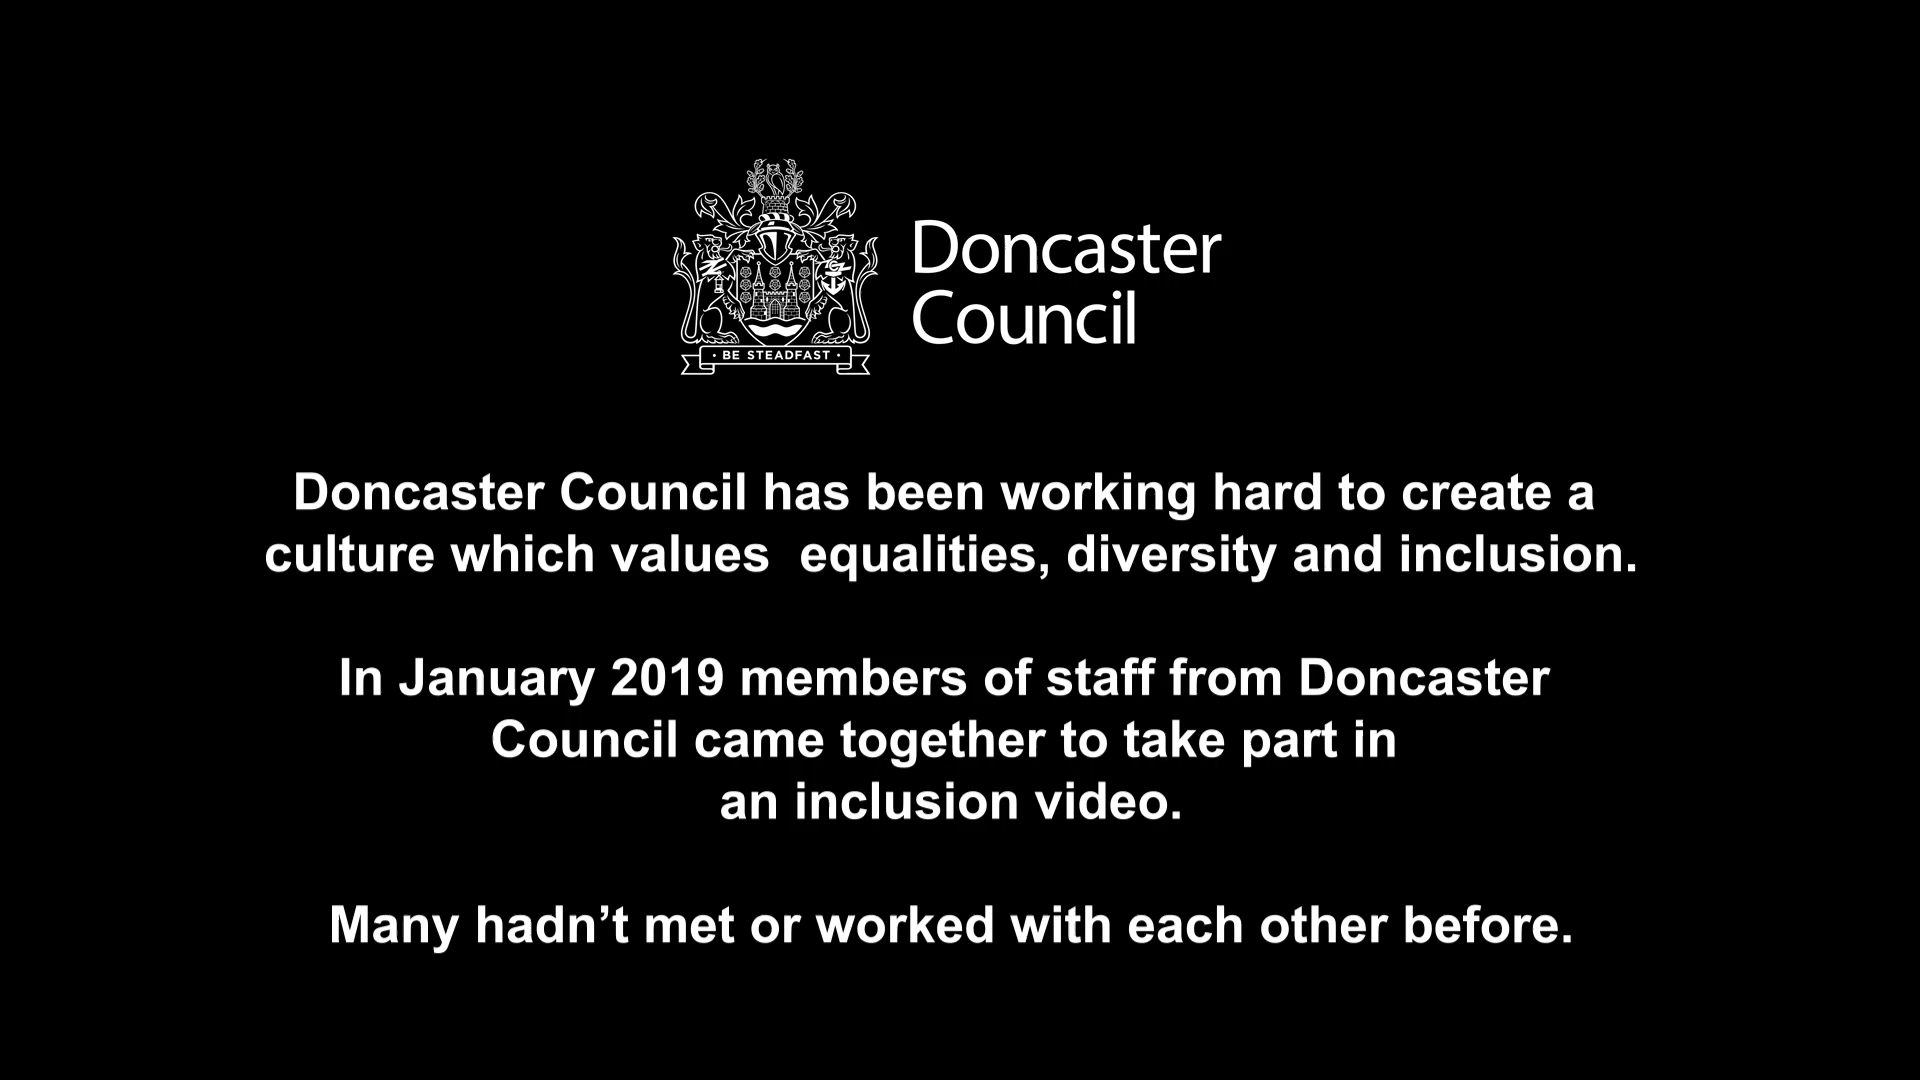 Doncaster
Council
· BE STEADFAST ·
Doncaster Council has been working hard to create a
culture which values  equalities, diversity and inclusion.
In January 2019 members of staff from Doncaster
Council came together to take part in
an inclusion video.
Many hadn’t met or worked with each other before.